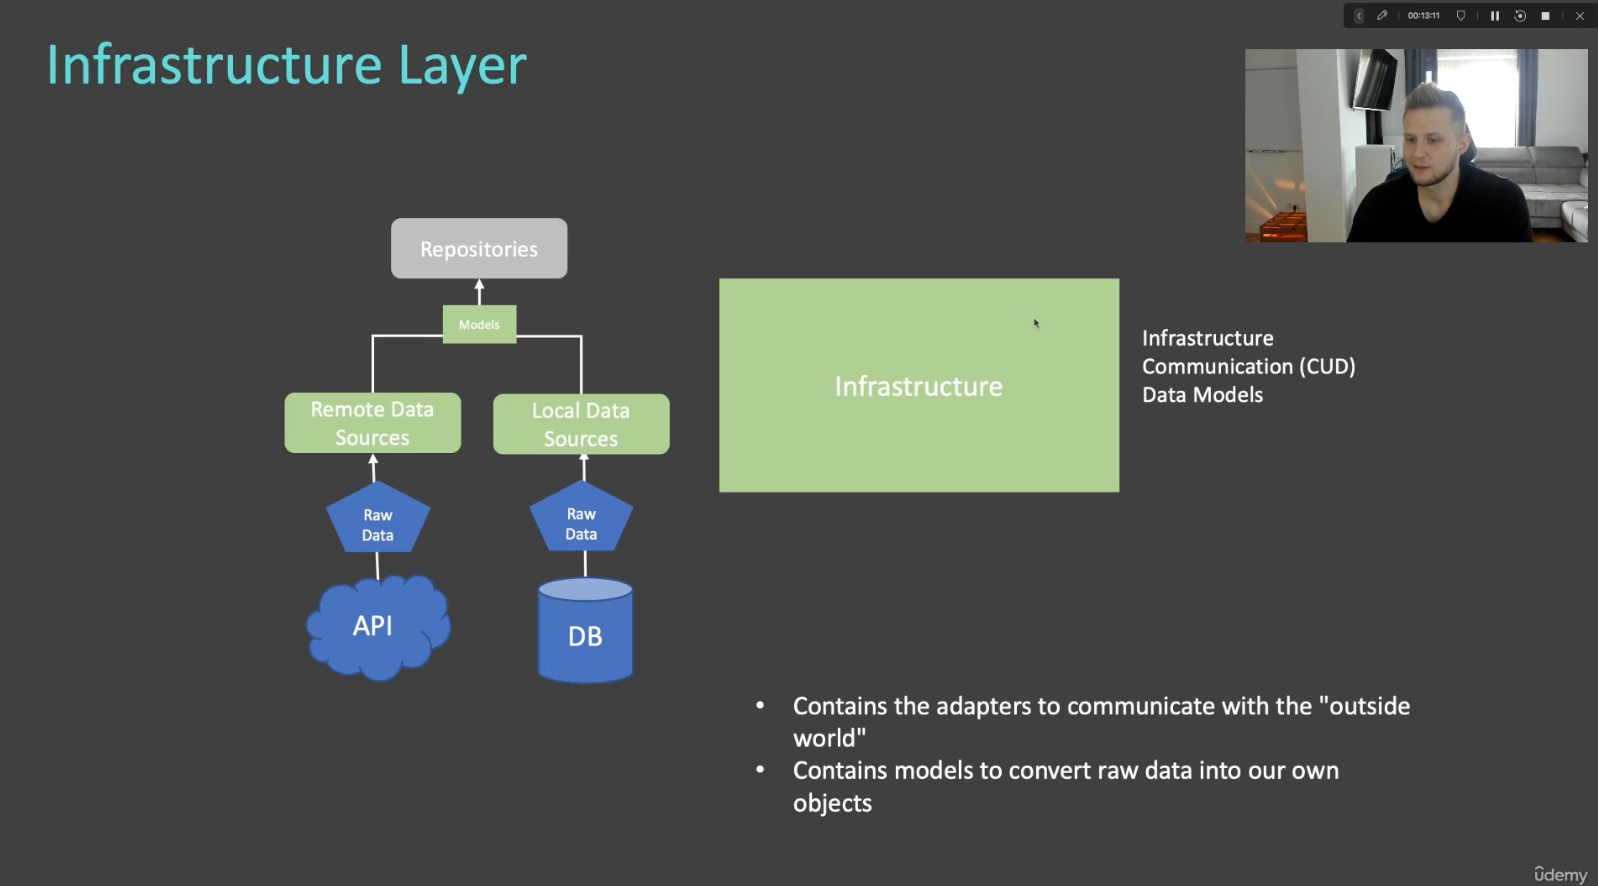 00:13:11
Infrastructure Layer
Repositories
Models
Remote Data
Sources
Local Data
Sources
Raw
Data
Raw
Data
API
DB
Infrastructure
Infrastructure
Communication (CUD)
Data Models
• Contains the adapters to communicate with the "outside
world"
• Contains models to convert raw data into our own
objects
ûdemy